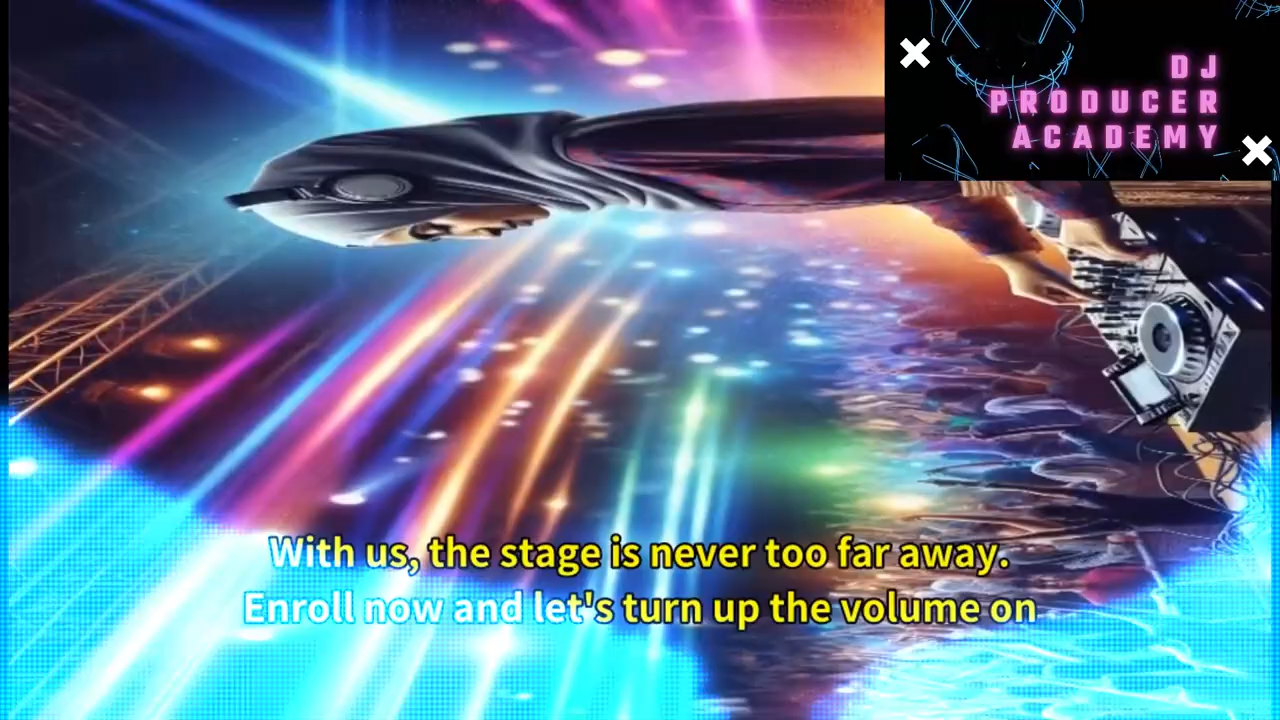 DJ
PRODUCER
ACADEMY
With us, the stage is never too far away.
Enroll now and let's turn up the volume on